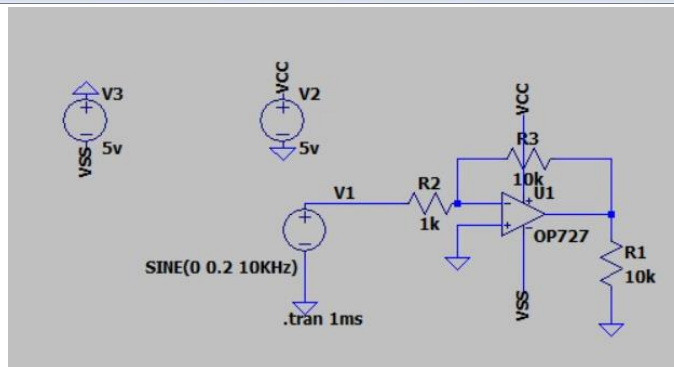 V3
5v
VSS
VCC
V2
5v
V1
SINE(0 0.2 10KHz)
.tran 1ms
R2
1k
VCC
R3
10k
U1
+
-
-
+
OP727
VSS
R1
10k